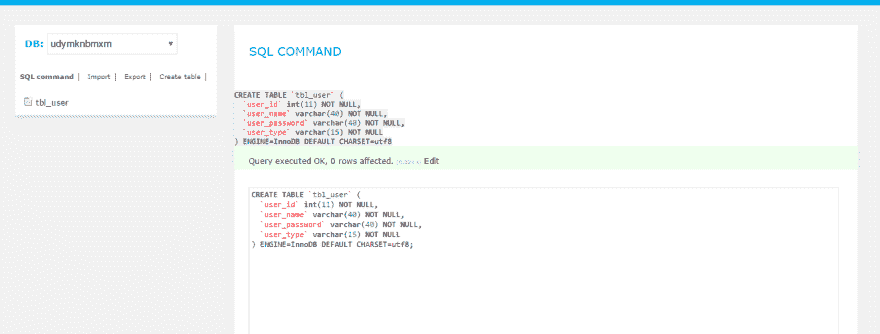 DB: udymknbmxm
SQL command | Import | Export | Create table |
tbl_user
SQL COMMAND
CREATE TABLE `tbl_user` (
`user_id` int(11) NOT NULL,
`user_name` varchar(40) NOT NULL,
`user_password` varchar(40) NOT NULL,
`user_type` varchar(15) NOT NULL
) ENGINE=InnoDB DEFAULT CHARSET=utf8
Query executed OK, 0 rows affected. Edit
CREATE TABLE `tbl_user` (
`user_id` int(11) NOT NULL,
`user_name` varchar(40) NOT NULL,
`user_password` varchar(40) NOT NULL,
`user_type` varchar(15) NOT NULL
) ENGINE=InnoDB DEFAULT CHARSET=utf8;